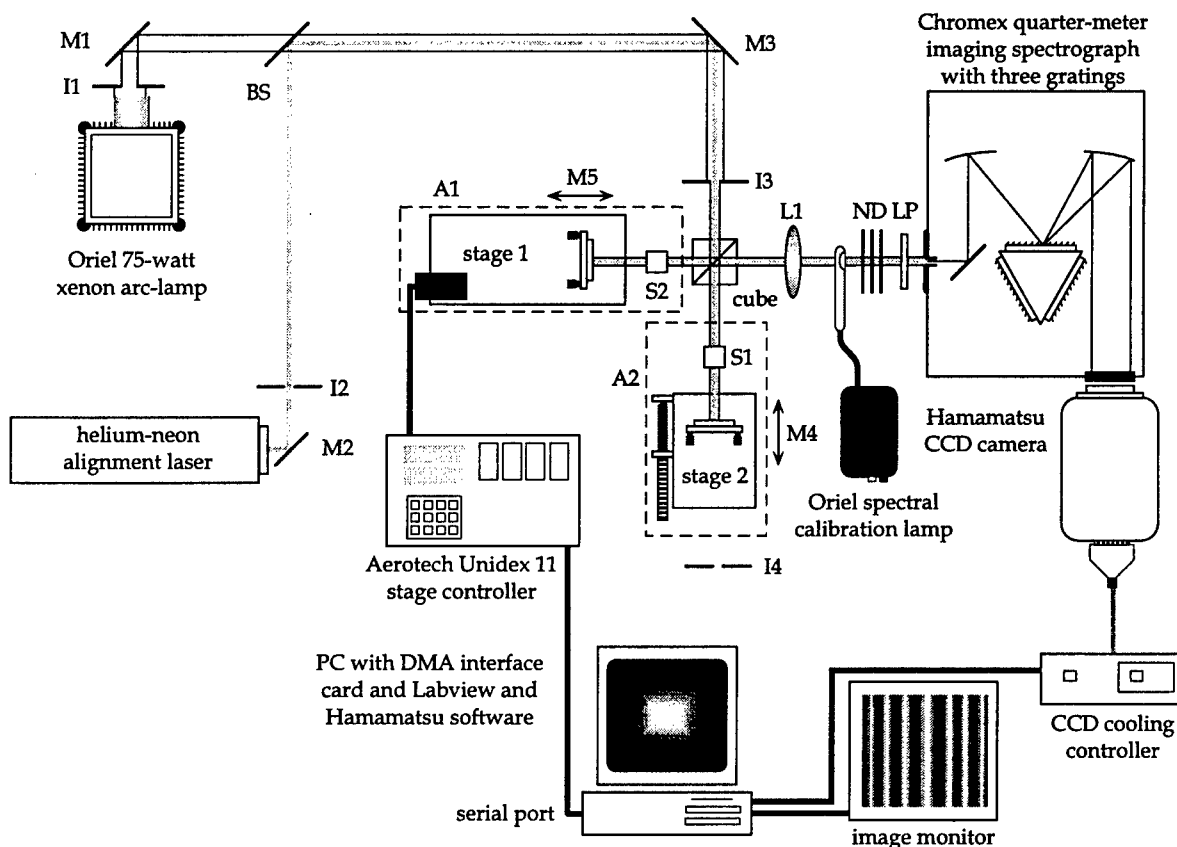 M1
I1
Oriel 75-watt
xenon arc-lamp
BS
M3
Chromex quarter-meter
imaging spectrograph
with three gratings
I3
A1
M5
stage 1
S2
cube
L1
ND LP
S1
A2
M4
stage 2
I4
I2
helium-neon
alignment laser
M2
Aerotech Unidex 11
stage controller
Oriel spectral
calibration lamp
Hamamatsu
CCD camera
PC with DMA interface
card and Labview and
Hamamatsu software
serial port
image monitor
CCD cooling
controller